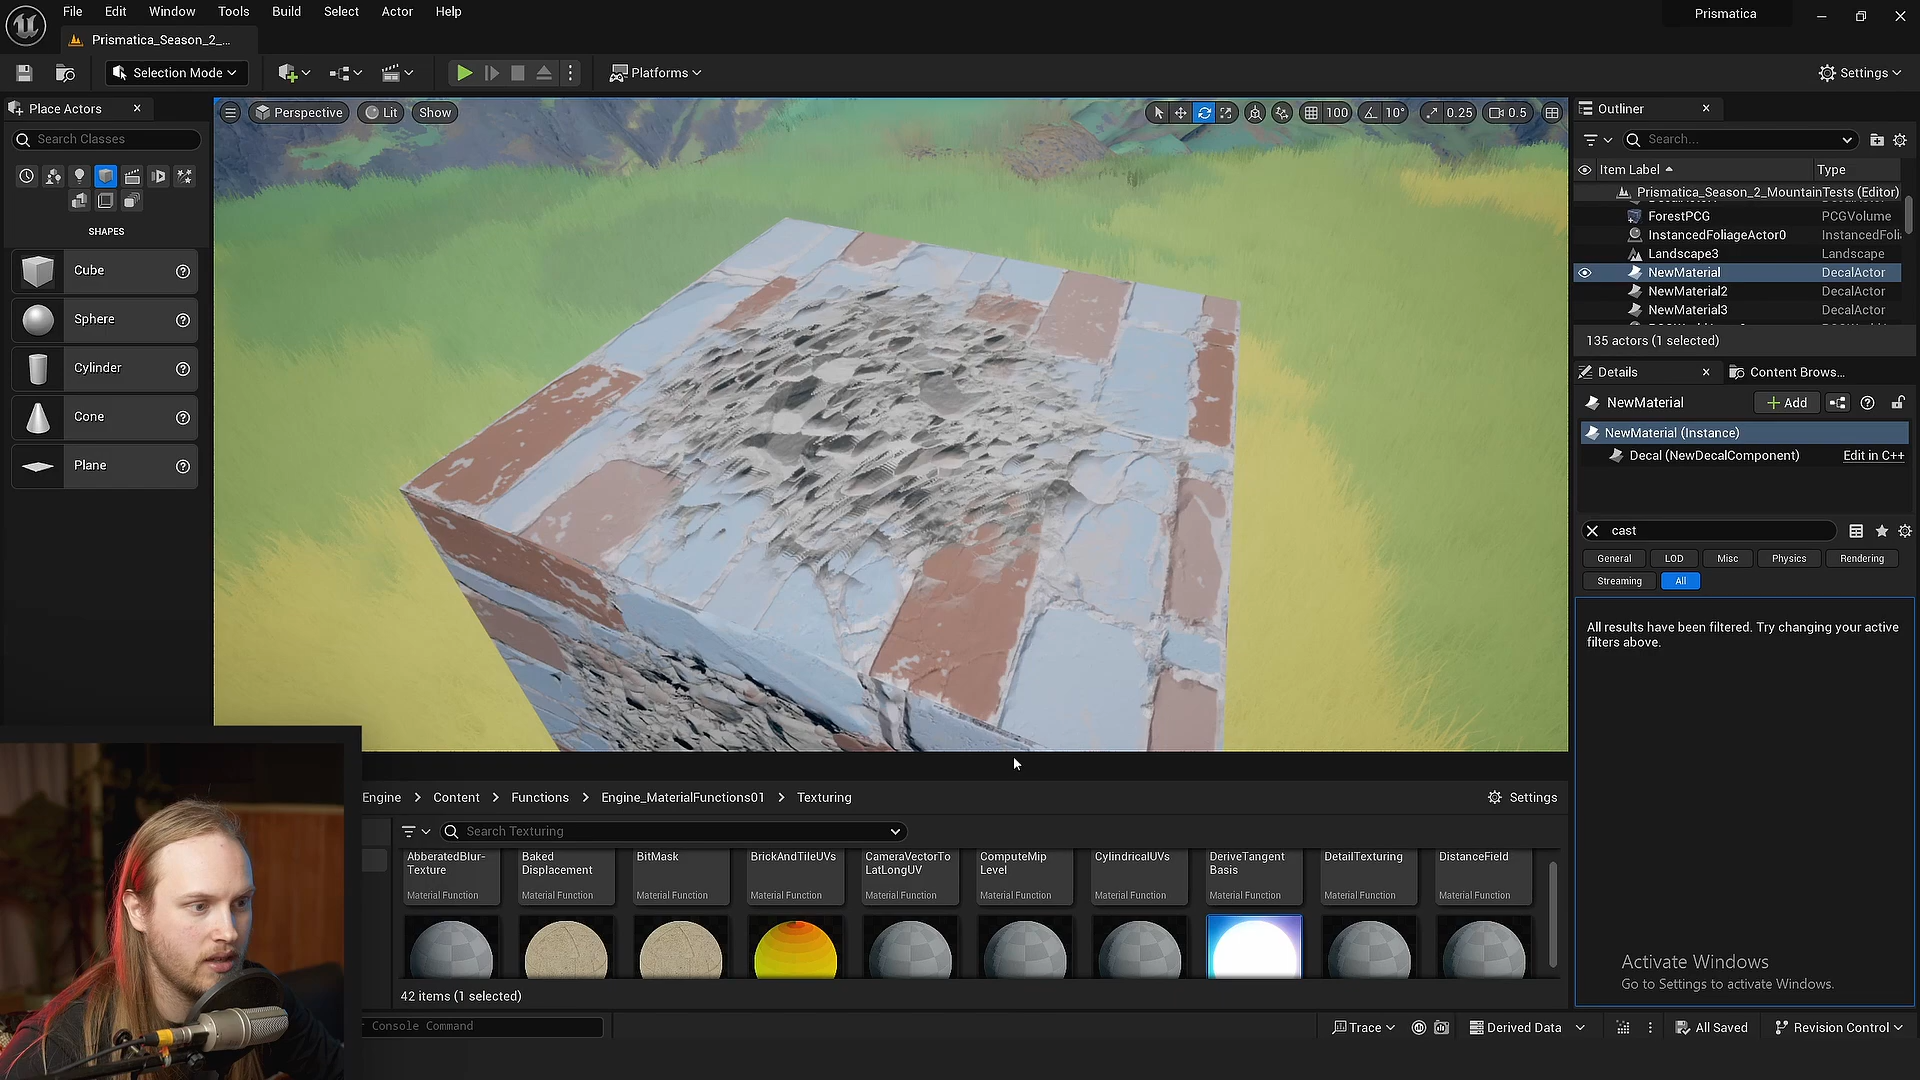 File Edit Window Tools Build Select Actor Help
Prismatica
Prismatica_Season_2_...
Selection Mode
Platforms
Settings
Place Actors
Search Classes
SHAPES
Cube
Sphere
Cylinder
Cone
Plane
Perspective Lit Show
100 10° 0.25 0.5
Outliner
Search...
Item Label Type
Prismatica_Season_2_MountainTests (Editor)
ForestPCG PCGVolume
InstancedFoliageActor0 InstancedFoli
Landscape3 Landscape
NewMaterial DecalActor
NewMaterial2 DecalActor
NewMaterial3 DecalActor
135 actors (1 selected)
Details Content Brows...
NewMaterial Add
NewMaterial (Instance)
Decal (NewDecalComponent) Edit in C++
cast
General LOD Misc Physics Rendering
Streaming All
All results have been filtered. Try changing your active
filters above.
Engine Content Functions Engine_MaterialFunctions01 Texturing
Settings
Search Texturing
AbberatedBlur-
Texture
Material Function
Baked
Displacement
Material Function
BitMask
Material Function
BrickAndTileUVs
Material Function
CameraVectorTo
LatLongUV
Material Function
ComputeMip
Level
Material Function
CylindricalUVs
Material Function
DeriveTangent
Basis
Material Function
DetailTexturing
Material Function
DistanceField
Material Function
42 items (1 selected)
Activate Windows
Go to Settings to activate Windows.
Console Command
Trace Derived Data All Saved Revision Control